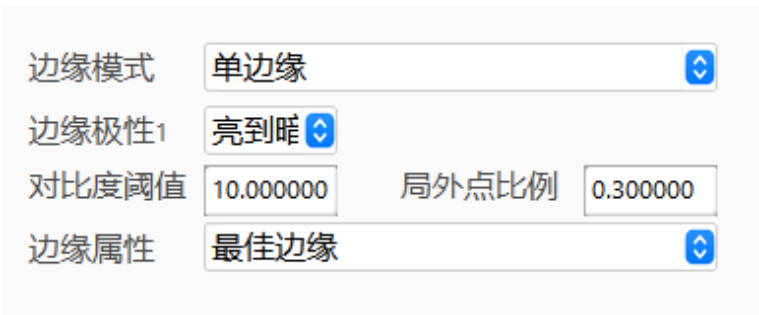 边缘模式 单边缘
边缘极性1 亮到暗
对比度阈值 10.000000 局外点比例 0.300000
边缘属性 最佳边缘